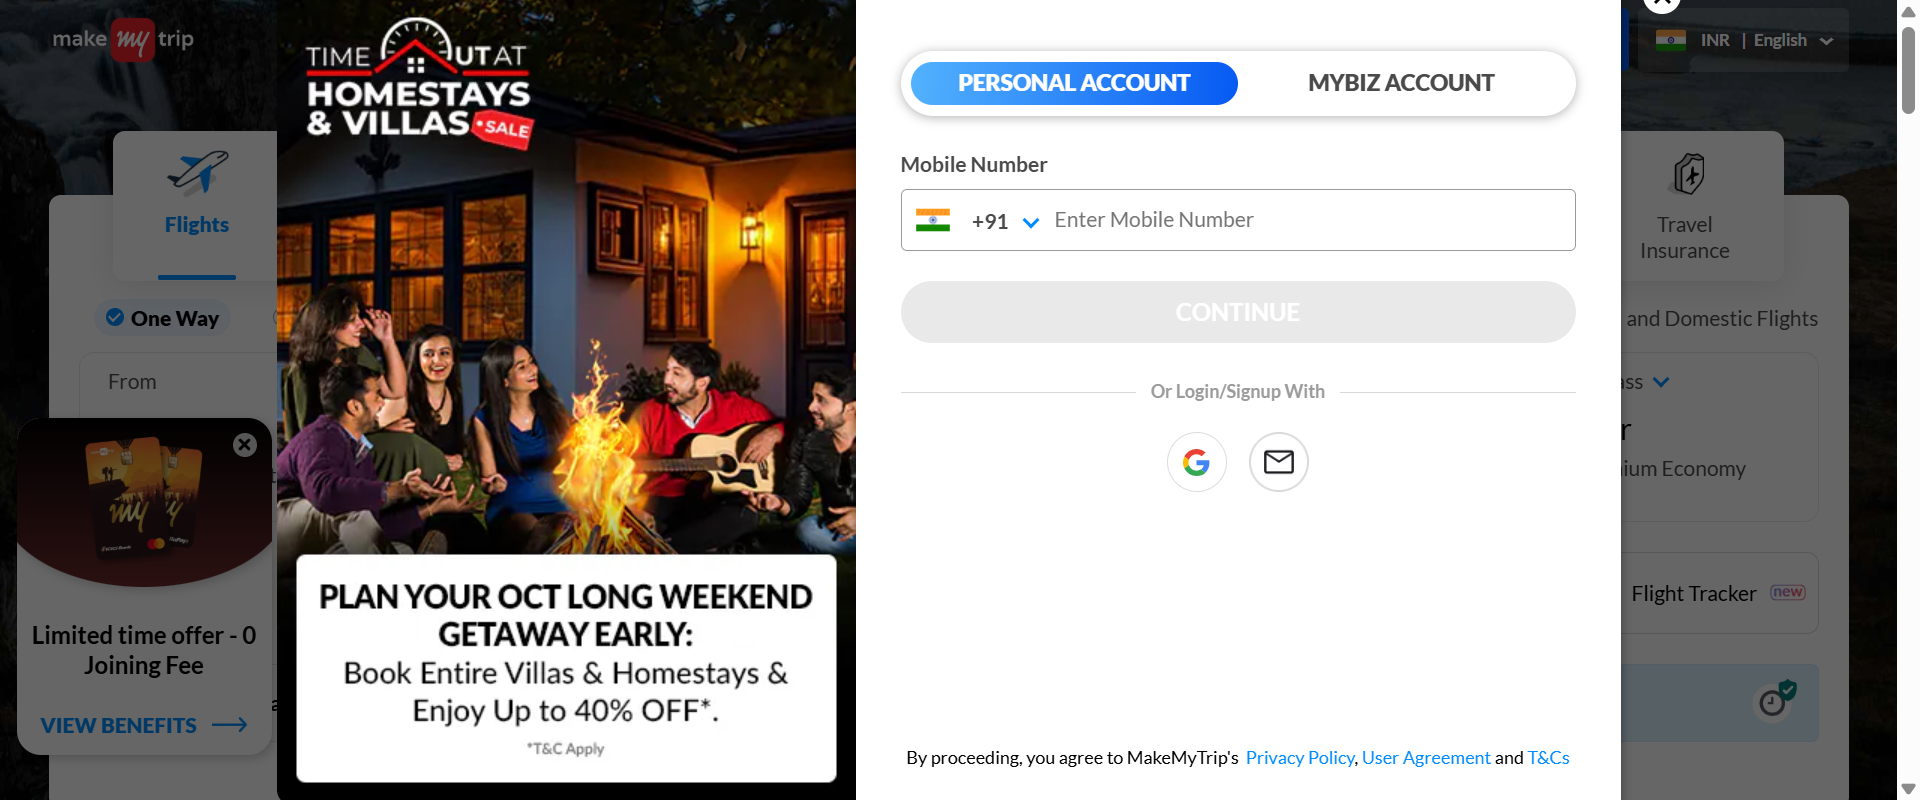 make my trip
TIME OUT AT
HOMESTAYS
& VILLAS SALE
PLAN YOUR OCT LONG WEEKEND
GETAWAY EARLY:
Book Entire Villas & Homestays &
Enjoy Up to 40% OFF*.
*T&C Apply
PERSONAL ACCOUNT
MYBIZ ACCOUNT
Mobile Number
+91
Enter Mobile Number
CONTINUE
Or Login/Signup With
By proceeding, you agree to MakeMyTrip's Privacy Policy, User Agreement and T&Cs
INR | English
Flights
One Way
From
my
Limited time offer - 0
Joining Fee
VIEW BENEFITS
Travel
Insurance
and Domestic Flights
Flight Tracker new
Economy